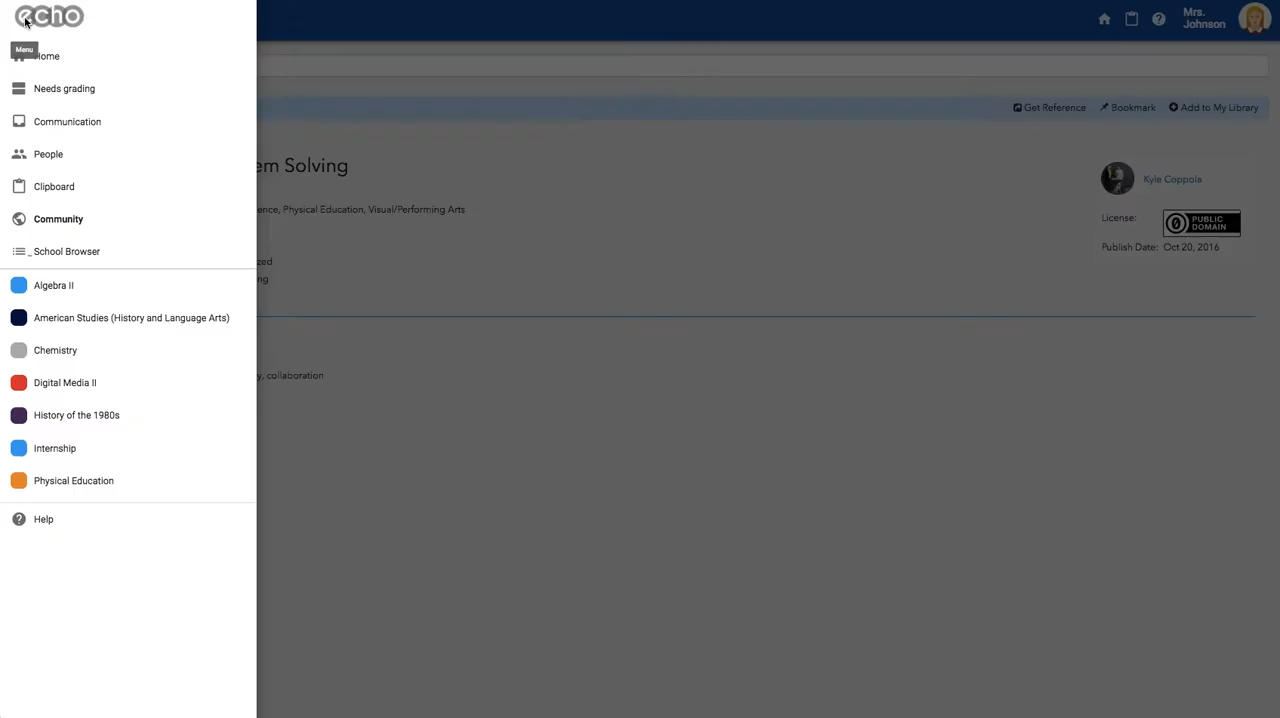 echo
Menu
Home
Needs grading
Communication
People
Clipboard
Community
School Browser
Algebra II
American Studies (History and Language Arts)
Chemistry
Digital Media II
History of the 1980s
Internship
Physical Education
Help
Mrs.
Johnson
Get Reference
Bookmark
Add to My Library
em Solving
ence, Physical Education, Visual/Performing Arts
zed
ng
y, collaboration
Kyle Coppola
License:
PUBLIC
DOMAIN
Publish Date: Oct 20, 2016